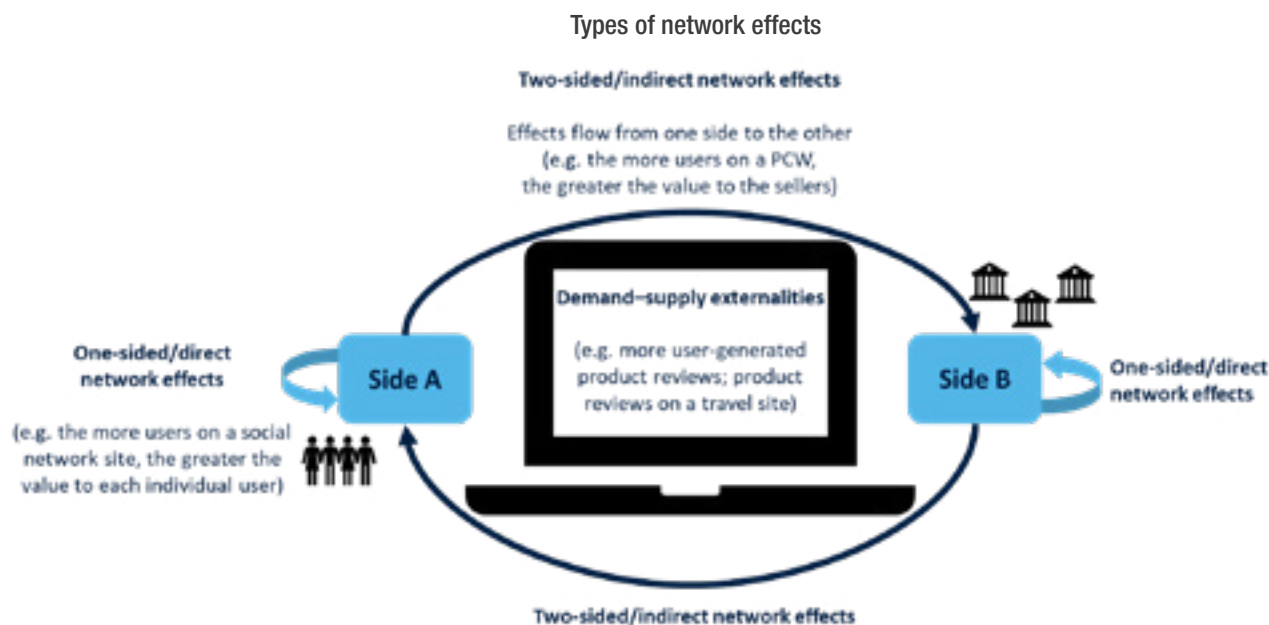 Types of network effects
Two-sided/indirect network effects
Effects flow from one side to the other
(e.g. the more users on a PCW,
the greater the value to the sellers)
Demand–supply externalities
(e.g. more user-generated
product reviews; product
reviews on a travel site)
One-sided/direct
network effects
Side A
(e.g. the more users on a social
network site, the greater the
value to each individual user)
Side B
One-sided/direct
network effects
Two-sided/indirect network effects